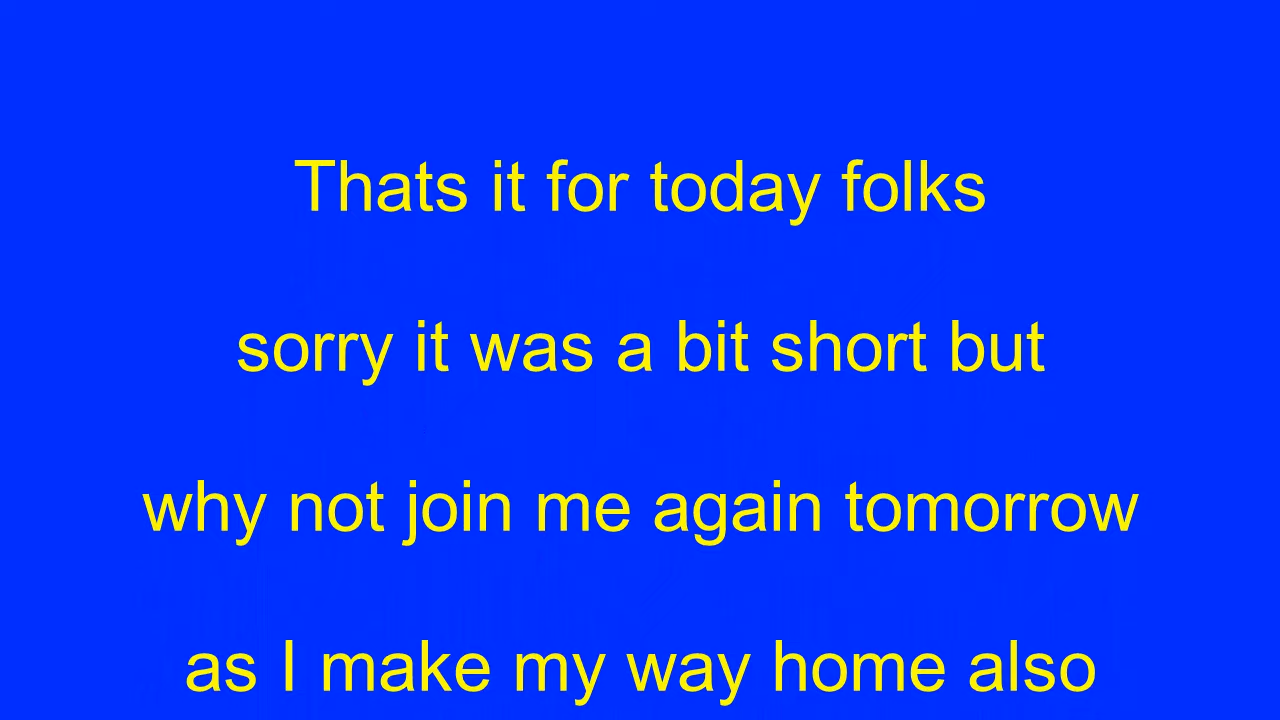 Thats it for today folks
sorry it was a bit short but
why not join me again tomorrow
as I make my way home also